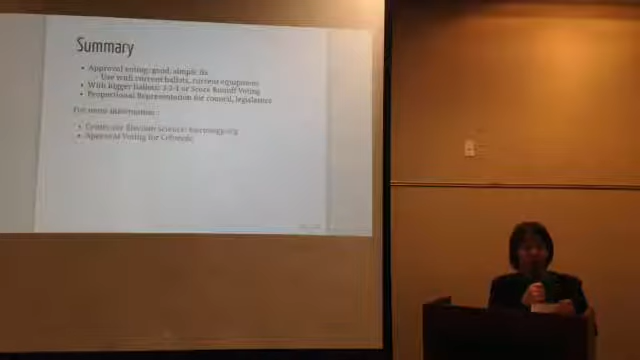 Summary
• Approval voting: good, simple fix
Use with current ballots, current equipment
• With bigger ballots: 3-2-1 or Score Runoff Voting
• Proportional Representation for council, legislature
For more information:
• Center for Election Science: electology.org
• Approval Voting for Colorado